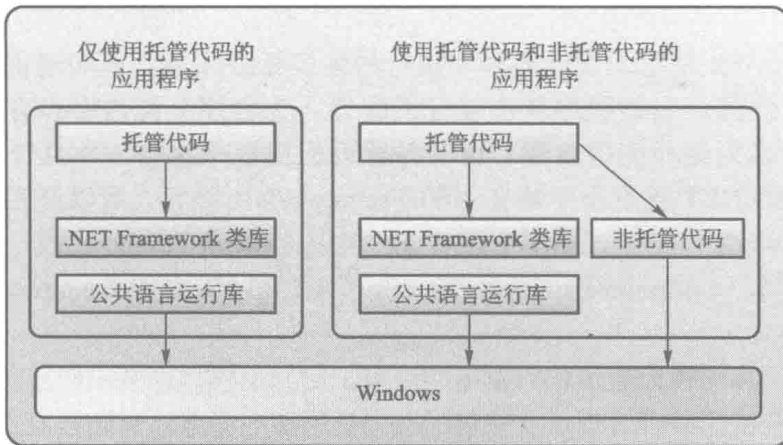 仅使用托管代码的
应用程序
托管代码
.NET Framework 类库
公共语言运行库
使用托管代码和非托管代码的
应用程序
托管代码
.NET Framework 类库
非托管代码
公共语言运行库
Windows